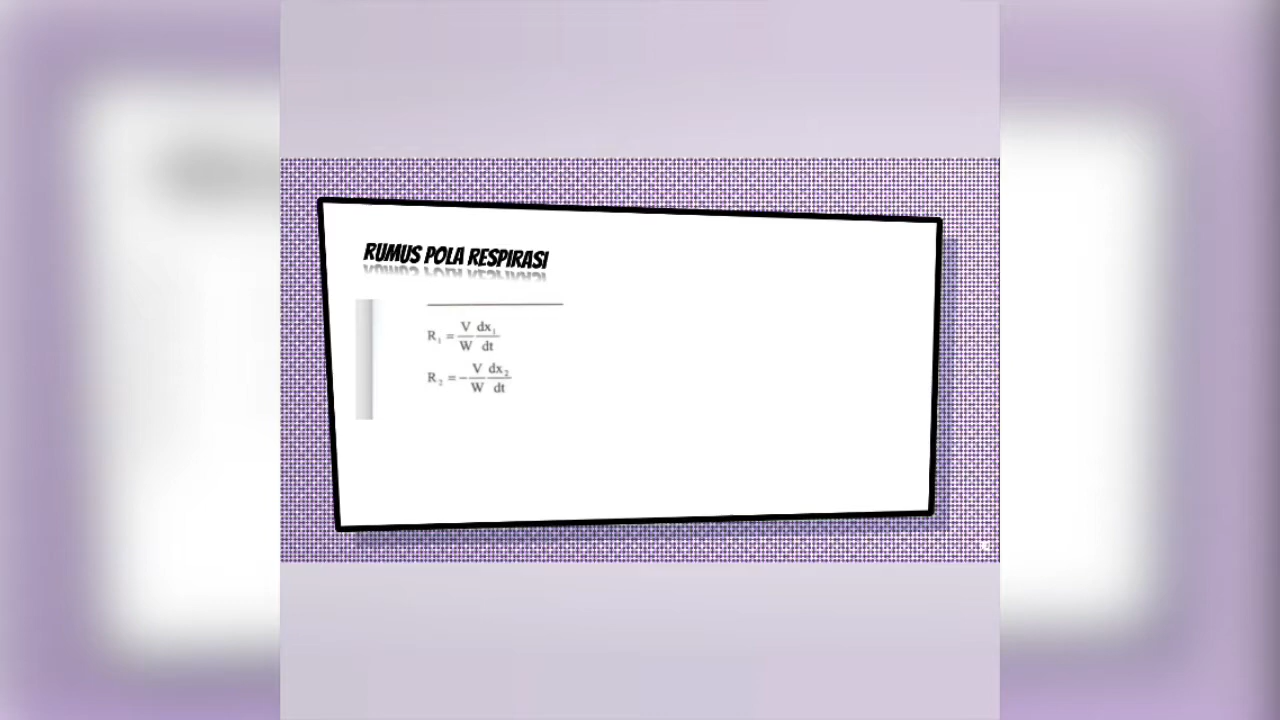 RUMUS POLA RESPIRASI
R₁ = V/W dx₁/dt
R₂ = -V/W dx₂/dt